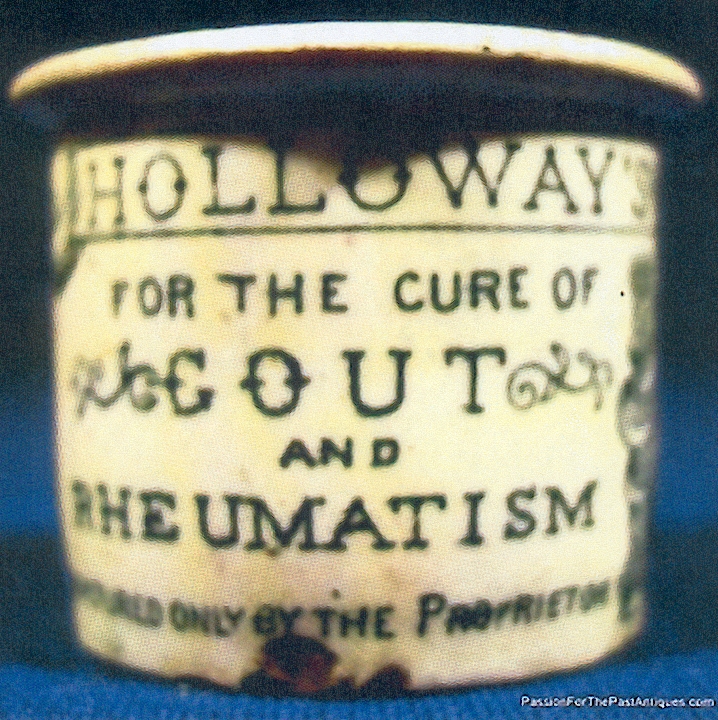 HOLLOWAY'S
FOR THE CURE OF
GOUT
AND
RHEUMATISM
ONLY BY THE PROPRIETOR
PassionForThePastAntiques.com